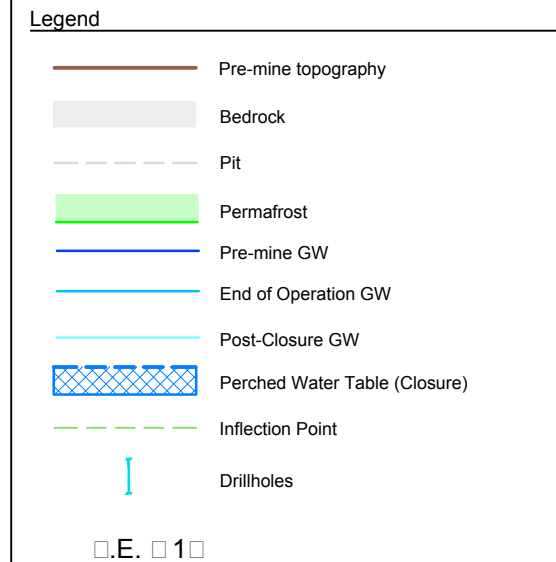 Legend
Pre-mine topography
Bedrock
Pit
Permafrost
Pre-mine GW
End of Operation GW
Post-Closure GW
Perched Water Table (Closure)
Inflection Point
Drillholes
□.E. □1□